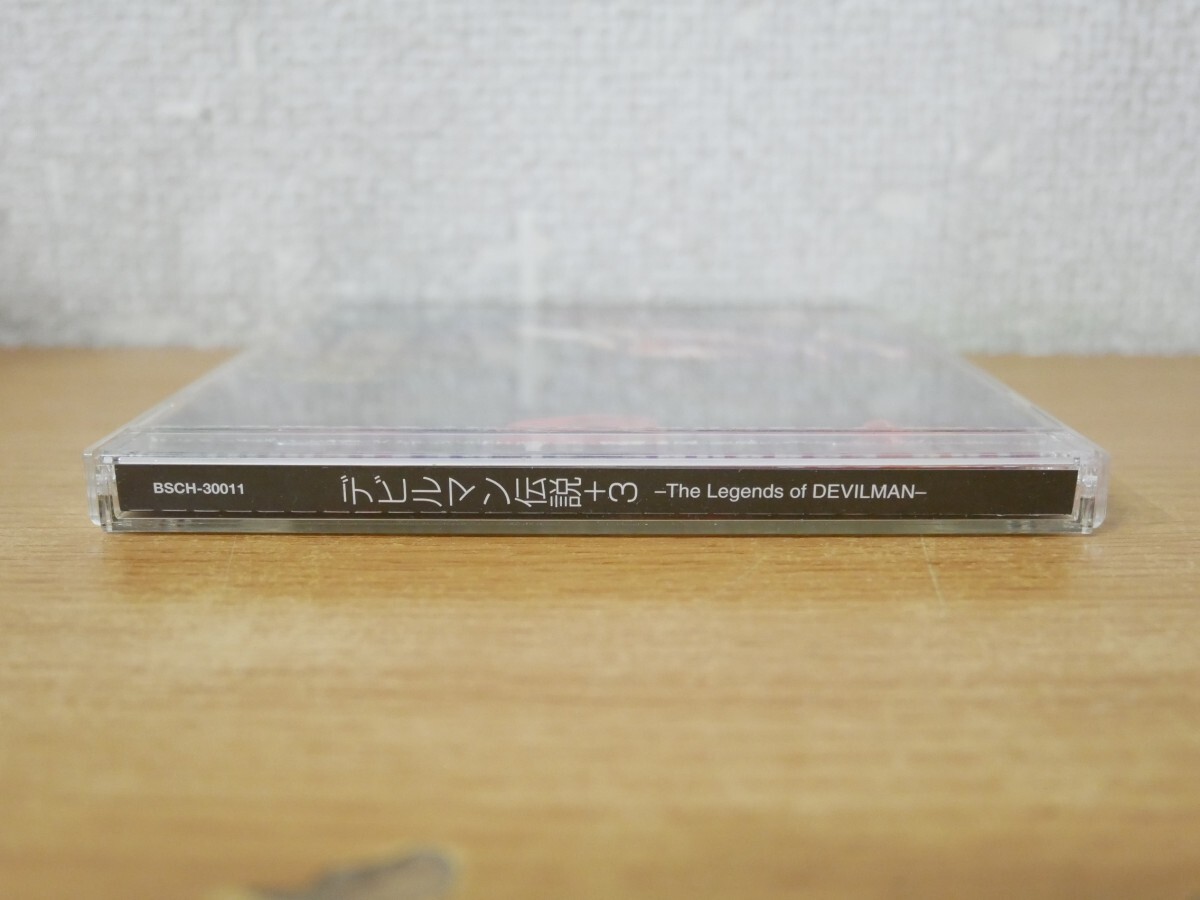 BSCH-30011 デビルマン伝説+3 –The Legends of DEVILMAN–